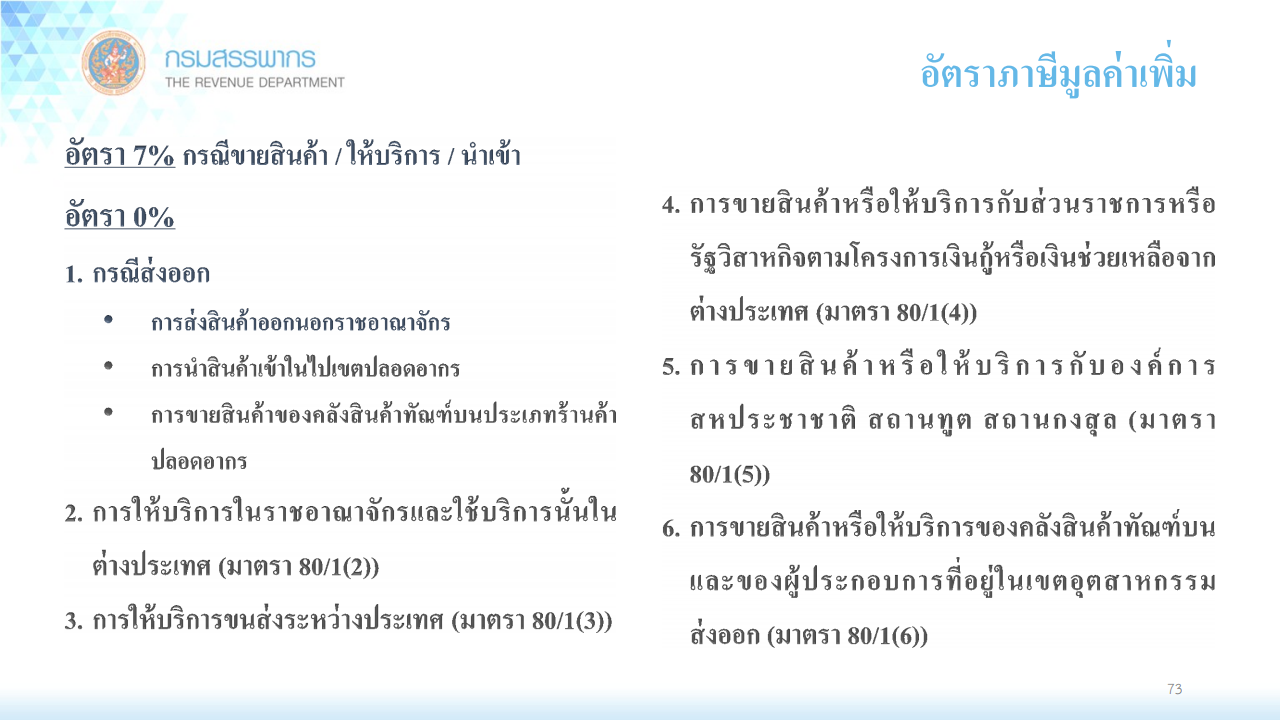 กรมสรรพากร
THE REVENUE DEPARTMENT
อัตราภาษีมูลค่าเพิ่ม
อัตรา 7% กรณีขายสินค้า / ให้บริการ / นำเข้า
อัตรา 0%
1. กรณีส่งออก
• การส่งสินค้าออกนอกราชอาณาจักร
• การนำสินค้าเข้าในไปเขตปลอดอากร
• การขายสินค้าของคลังสินค้าทัณฑ์บนประเภทร้านค้า
ปลอดอากร
2. การให้บริการในราชอาณาจักรและใช้บริการนั้นใน
ต่างประเทศ (มาตรา 80/1(2))
3. การให้บริการขนส่งระหว่างประเทศ (มาตรา 80/1(3))
4. การขายสินค้าหรือให้บริการกับส่วนราชการหรือ
รัฐวิสาหกิจตามโครงการเงินกู้หรือเงินช่วยเหลือจาก
ต่างประเทศ (มาตรา 80/1(4))
5. การขายสินค้าหรือให้บริการกับองค์การ
สหประชาชาติ สถานทูต สถานกงสุล (มาตรา
80/1(5))
6. การขายสินค้าหรือให้บริการของคลังสินค้าทัณฑ์บน
และของผู้ประกอบการที่อยู่ในเขตอุตสาหกรรม
ส่งออก (มาตรา 80/1(6))
73